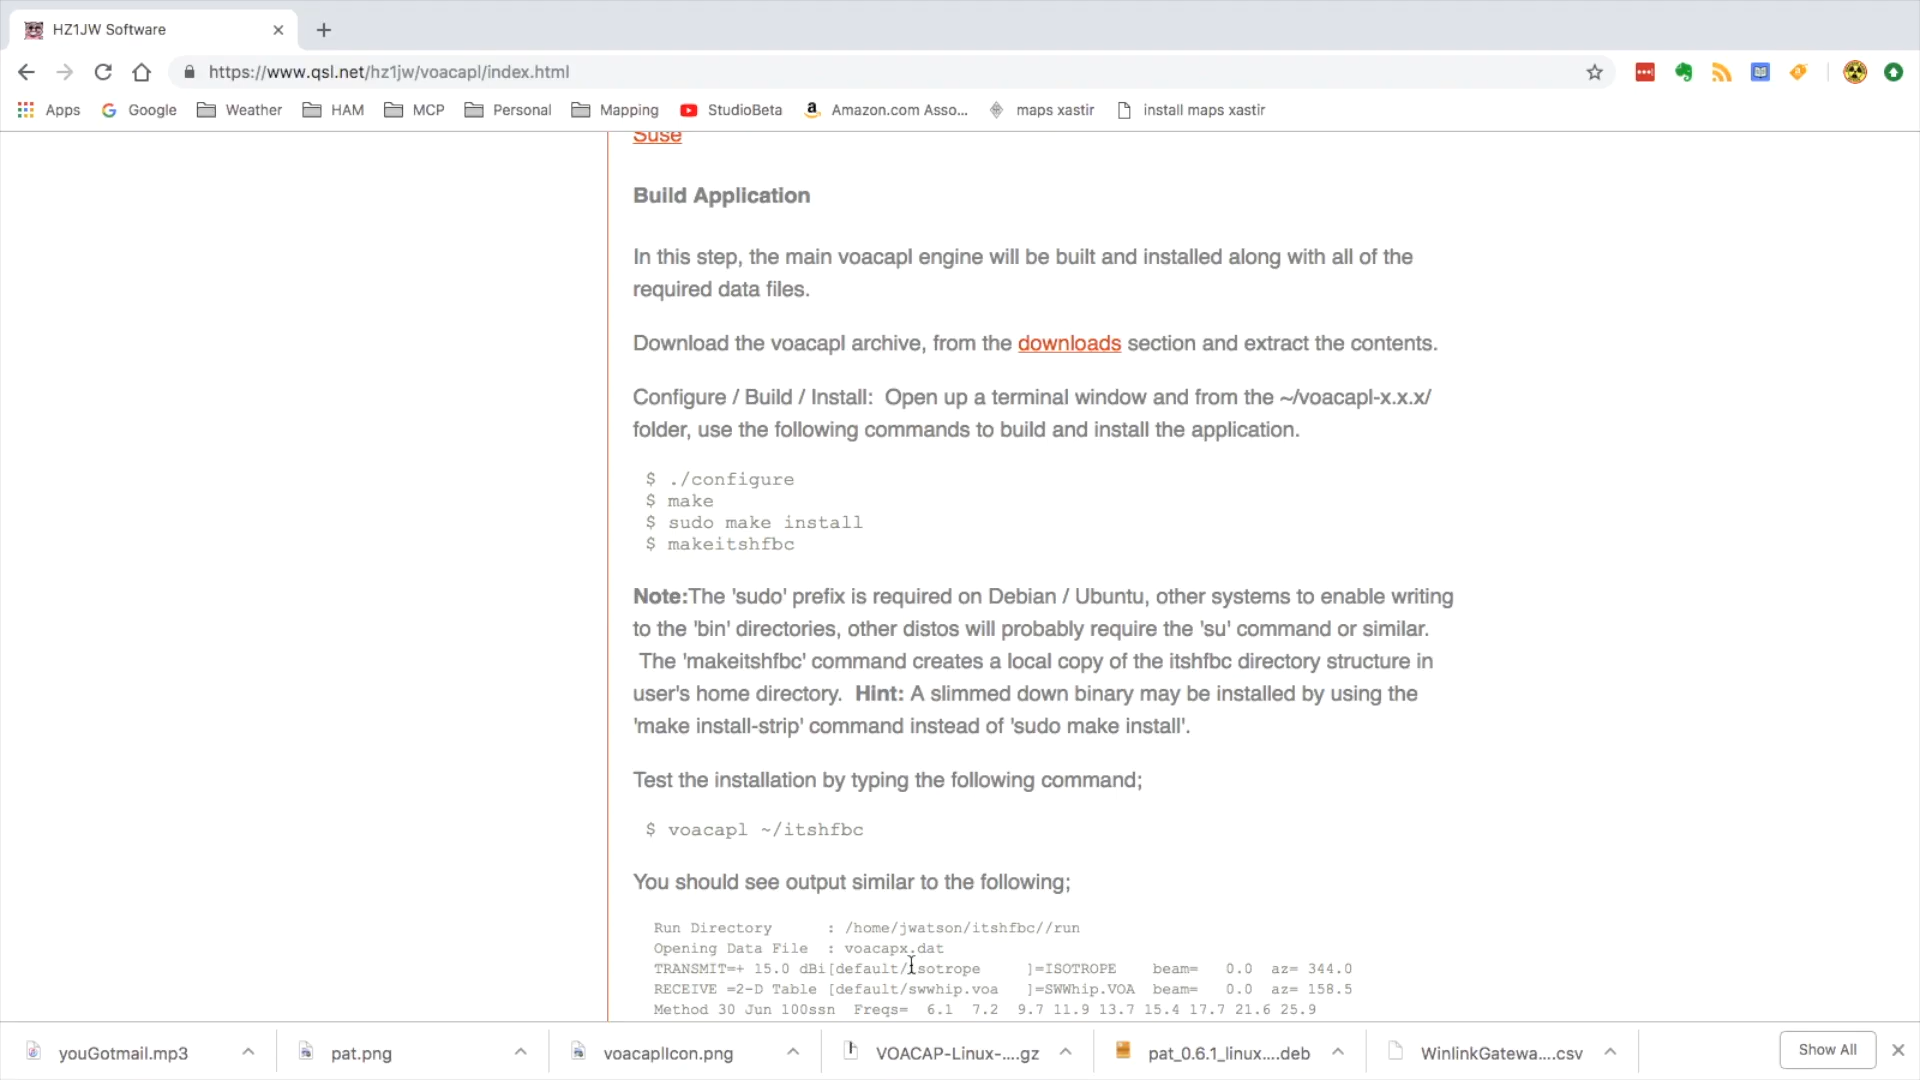 HZ1JW Software
https://www.qsl.net/hz1jw/voacapl/index.html
Apps Google Weather HAM MCP Personal Mapping StudioBeta Amazon.com Asso... maps xastir install maps xastir
Suse
Build Application
In this step, the main voacapl engine will be built and installed along with all of the
required data files.
Download the voacapl archive, from the downloads section and extract the contents.
Configure / Build / Install:  Open up a terminal window and from the ~/voacapl-x.x.x/
folder, use the following commands to build and install the application.
$ ./configure
$ make
$ sudo make install
$ makeitshfbc
Note:The 'sudo' prefix is required on Debian / Ubuntu, other systems to enable writing
to the 'bin' directories, other distos will probably require the 'su' command or similar.
The 'makeitshfbc' command creates a local copy of the itshfbc directory structure in
user's home directory.  Hint: A slimmed down binary may be installed by using the
'make install-strip' command instead of 'sudo make install'.
Test the installation by typing the following command;
$ voacapl ~/itshfbc
You should see output similar to the following;
Run Directory      : /home/jwatson/itshfbc//run
Opening Data File  : voacapx.dat
TRANSMIT=+ 15.0 dBi[default/isotrope     ]=ISOTROPE    beam=   0.0  az= 344.0
RECEIVE =2-D Table [default/swwhip.voa   ]=SWWhip.VOA  beam=   0.0  az= 158.5
Method 30 Jun 100ssn  Freqs=  6.1  7.2  9.7 11.9 13.7 15.4 17.7 21.6 25.9
youGotmail.mp3 pat.png voacaplIcon.png VOACAP-Linux-....gz pat_0.6.1_linux....deb WinlinkGatewa....csv Show All